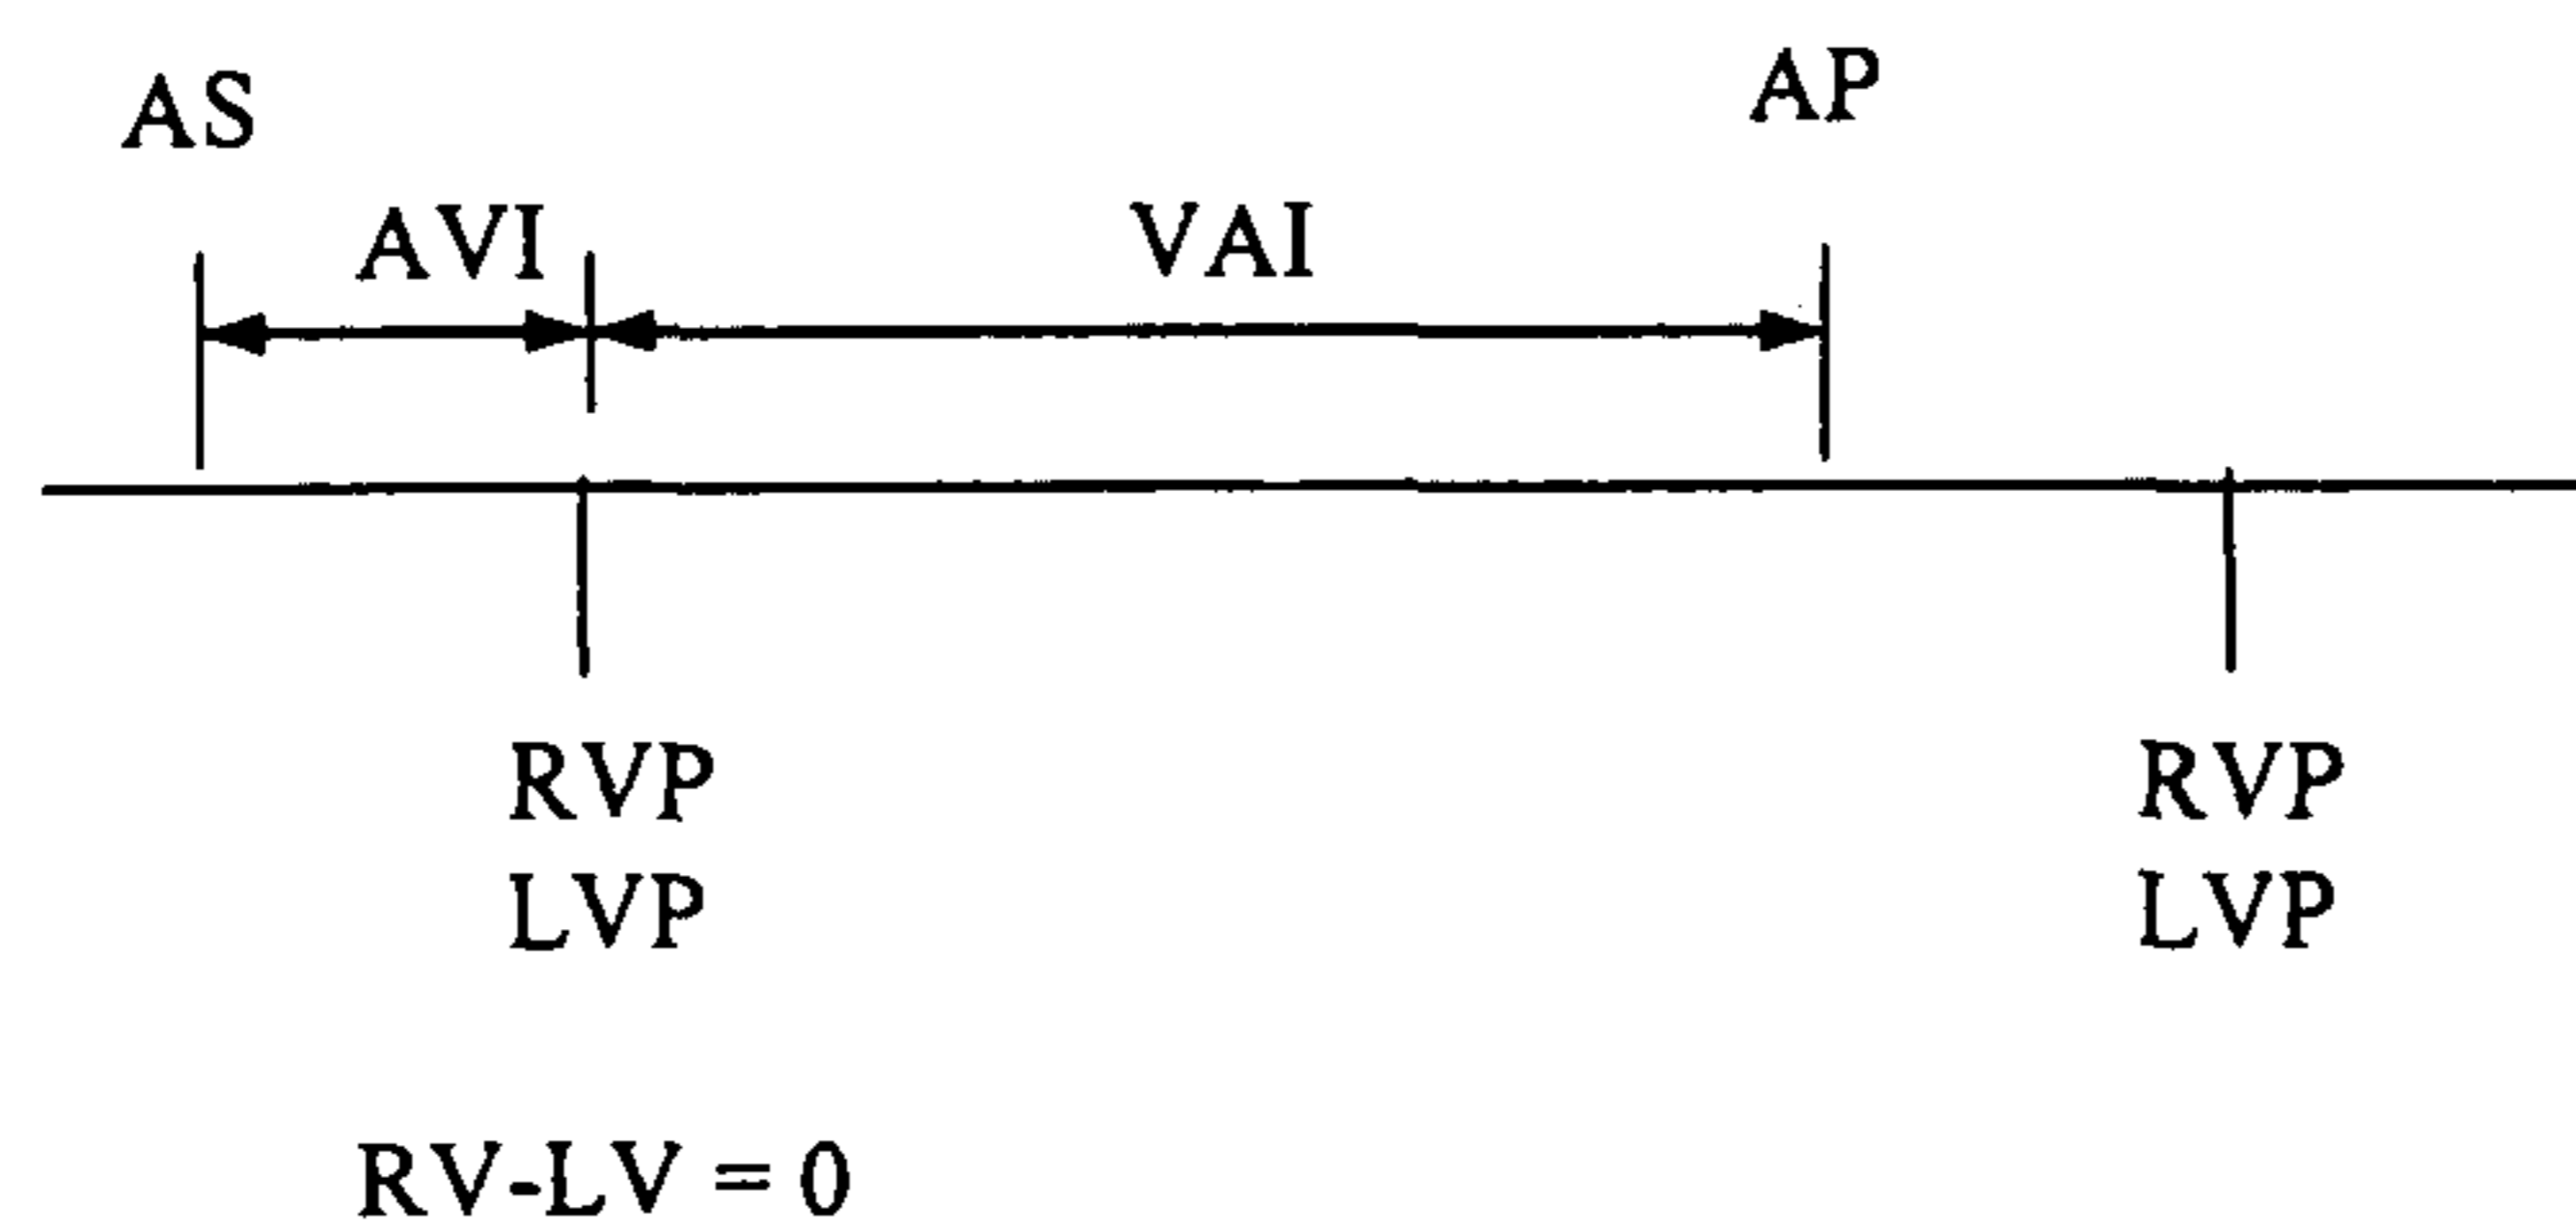 AS
AP
AVI
VAI
RVP
LVP
RVP
LVP
RV-LV = 0